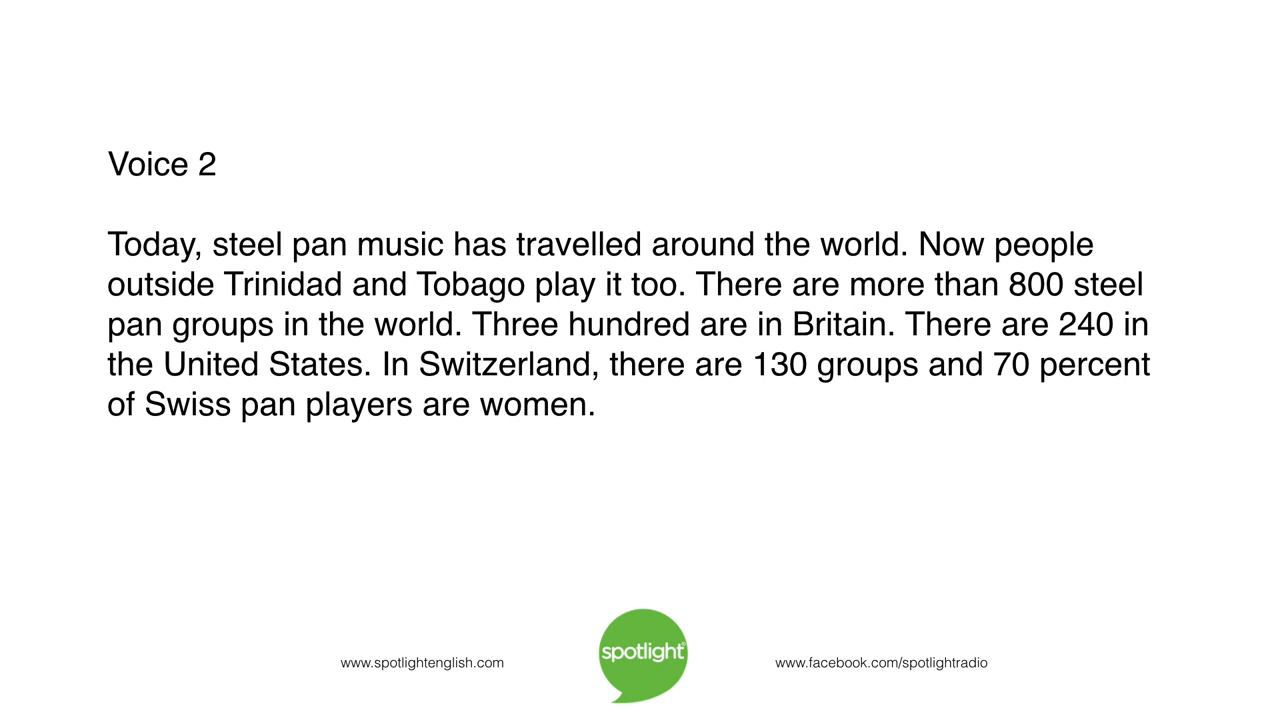 Voice 2
Today, steel pan music has travelled around the world. Now people
outside Trinidad and Tobago play it too. There are more than 800 steel
pan groups in the world. Three hundred are in Britain. There are 240 in
the United States. In Switzerland, there are 130 groups and 70 percent
of Swiss pan players are women.
www.spotlightenglish.com
spotlight®
www.facebook.com/spotlightradio